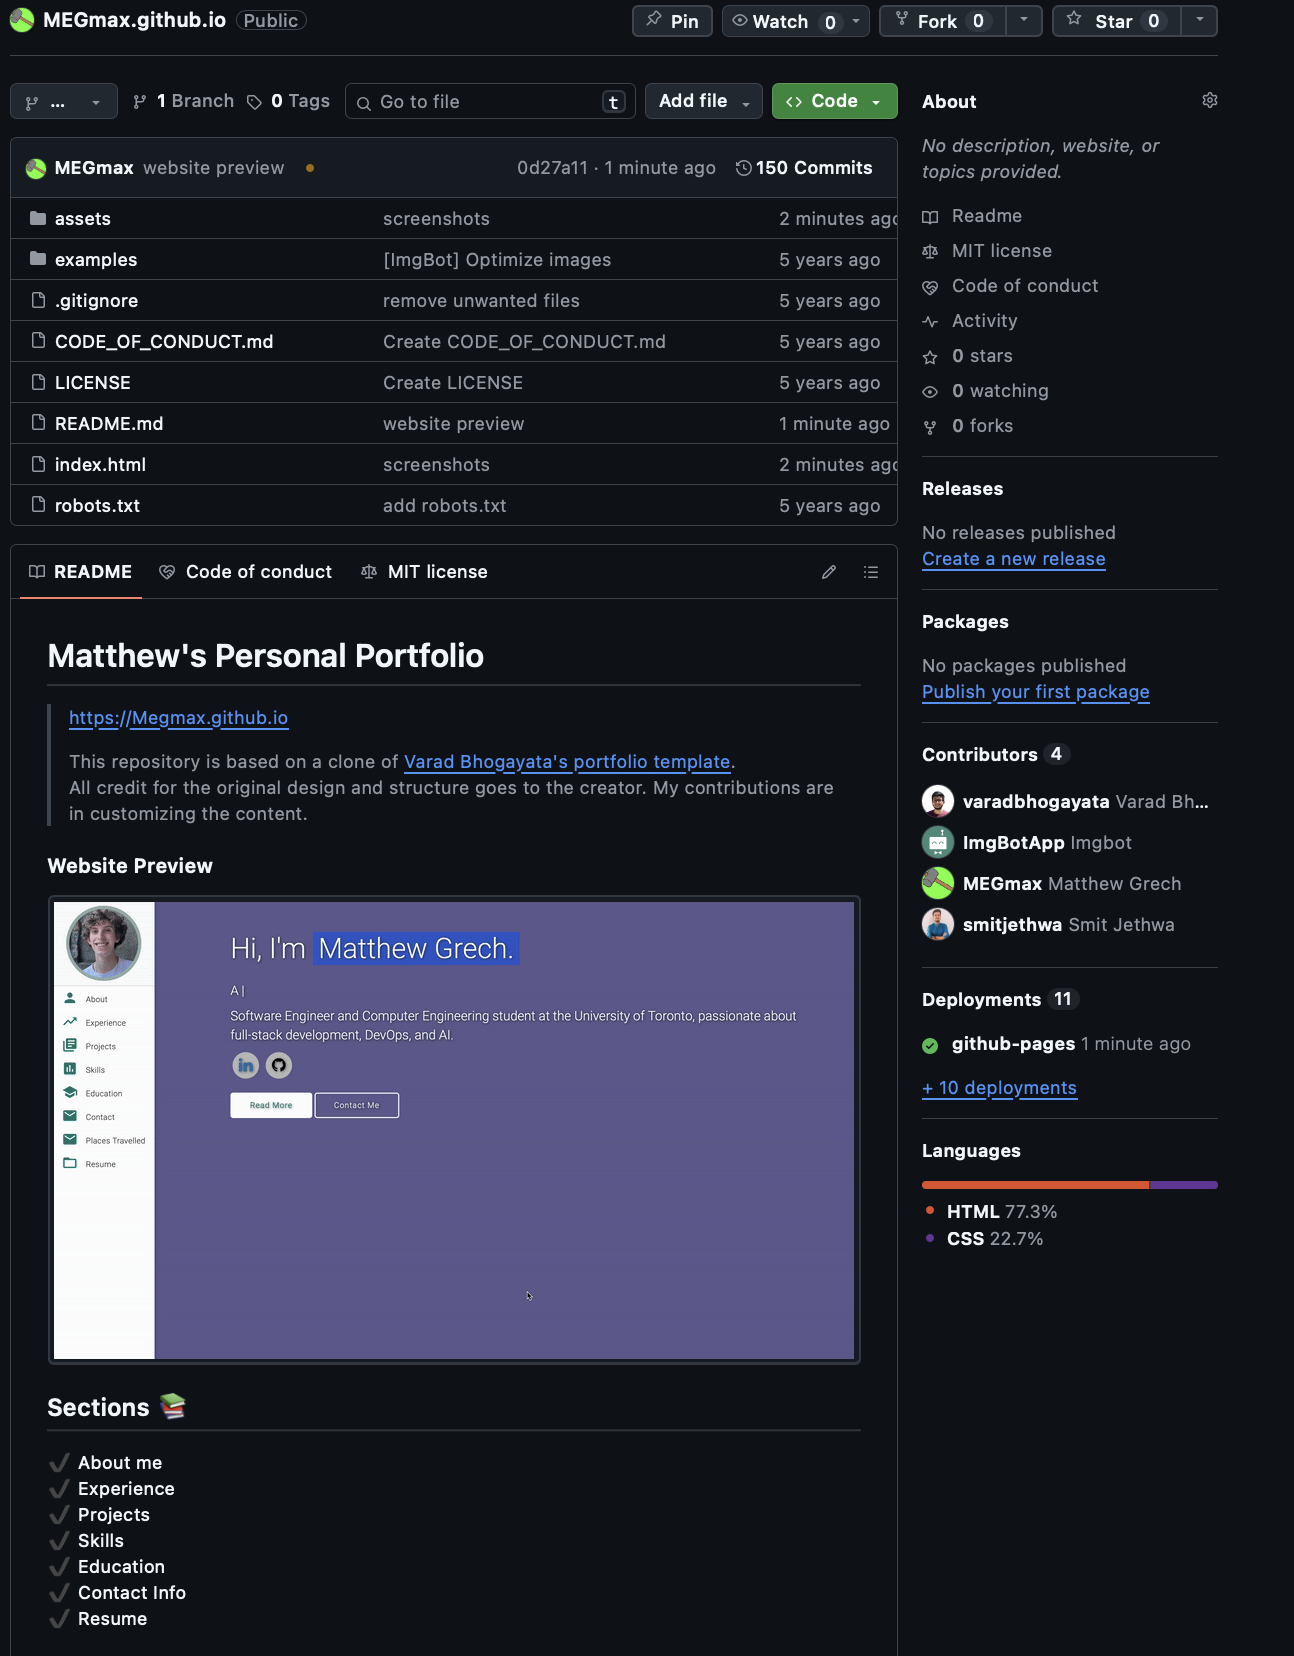 MEGmax.github.io Public
Pin Watch 0 Fork 0 Star 0
... 1 Branch 0 Tags Go to file t Add file Code
MEGmax website preview 0d27a11 · 1 minute ago 150 Commits
assets screenshots 2 minutes ago
examples [ImgBot] Optimize images 5 years ago
.gitignore remove unwanted files 5 years ago
CODE_OF_CONDUCT.md Create CODE_OF_CONDUCT.md 5 years ago
LICENSE Create LICENSE 5 years ago
README.md website preview 1 minute ago
index.html screenshots 2 minutes ago
robots.txt add robots.txt 5 years ago
README Code of conduct MIT license
Matthew's Personal Portfolio
https://Megmax.github.io
This repository is based on a clone of Varad Bhogayata's portfolio template.
All credit for the original design and structure goes to the creator. My contributions are
in customizing the content.
Website Preview
About
Experience
Projects
Skills
Education
Contact
Places Travelled
Resume
Hi, I'm Matthew Grech.
A |
Software Engineer and Computer Engineering student at the University of Toronto, passionate about
full-stack development, DevOps, and AI.
in
Read More Contact Me
Sections
About me
Experience
Projects
Skills
Education
Contact Info
Resume
About
No description, website, or
topics provided.
Readme
MIT license
Code of conduct
Activity
0 stars
0 watching
0 forks
Releases
No releases published
Create a new release
Packages
No packages published
Publish your first package
Contributors 4
varadbhogayata Varad Bh...
ImgBotApp Imgbot
MEGmax Matthew Grech
smitjethwa Smit Jethwa
Deployments 11
github-pages 1 minute ago
+ 10 deployments
Languages
HTML 77.3%
CSS 22.7%